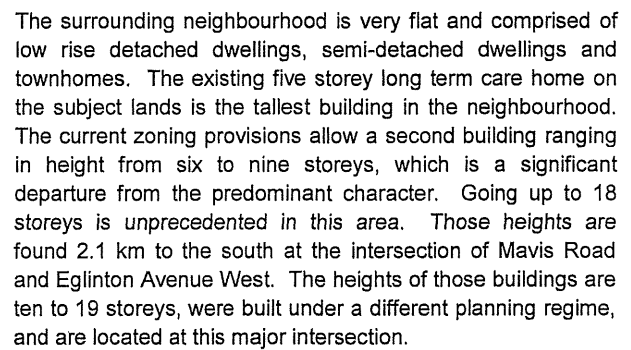 The surrounding neighbourhood is very flat and comprised of
low rise detached dwellings, semi-detached dwellings and
townhomes. The existing five storey long term care home on
the subject lands is the tallest building in the neighbourhood.
The current zoning provisions allow a second building ranging
in height from six to nine storeys, which is a significant
departure from the predominant character. Going up to 18
storeys is unprecedented in this area. Those heights are
found 2.1 km to the south at the intersection of Mavis Road
and Eglinton Avenue West. The heights of those buildings are
ten to 19 storeys, were built under a different planning regime,
and are located at this major intersection.